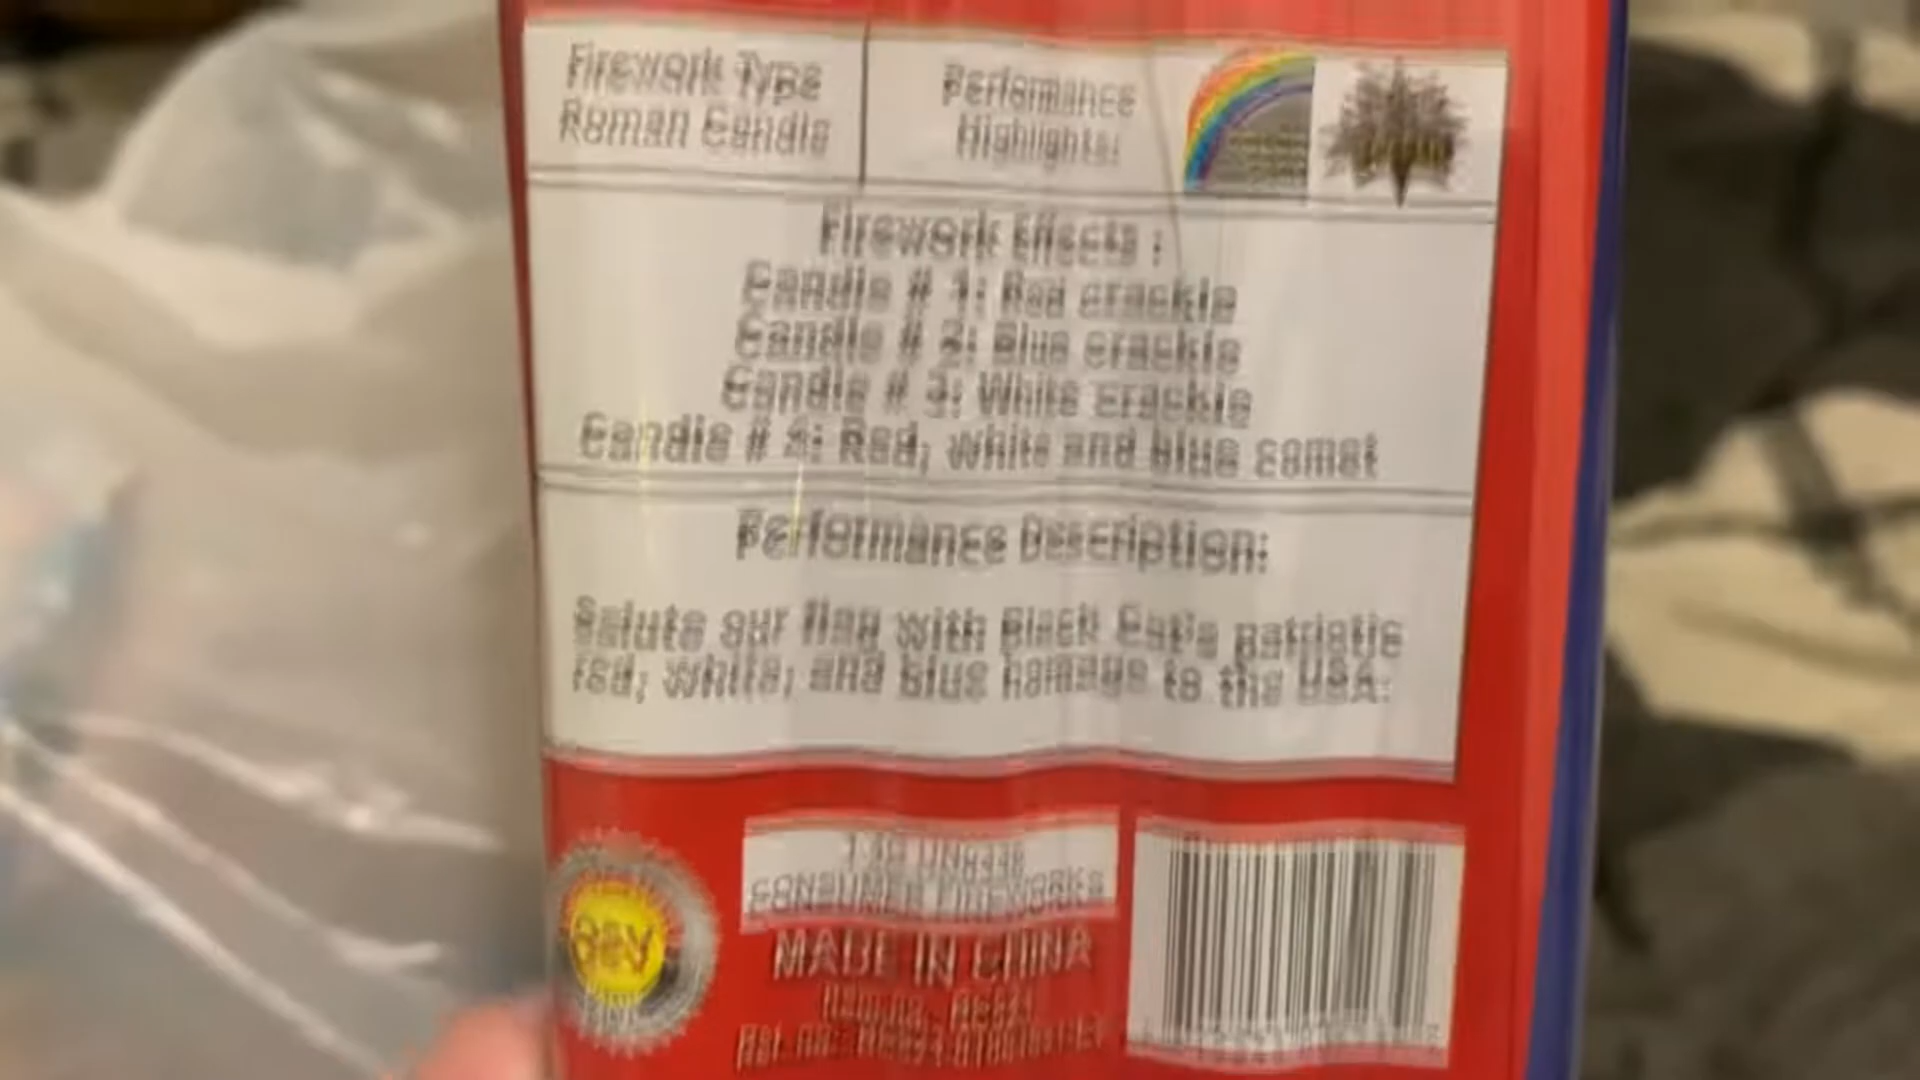 Firework Type
Roman Candle
Performance
Highlights:
Firework Effects :
Candle # 1: Red crackle
Candle # 2: Blue crackle
Candle # 3: White crackle
Candle # 4: Red, white and blue comet
Performance Description:
Salute our flag with Black Cat's patriotic
red, white, and blue homage to the USA.
CONSUMER FIREWORKS
MADE IN CHINA